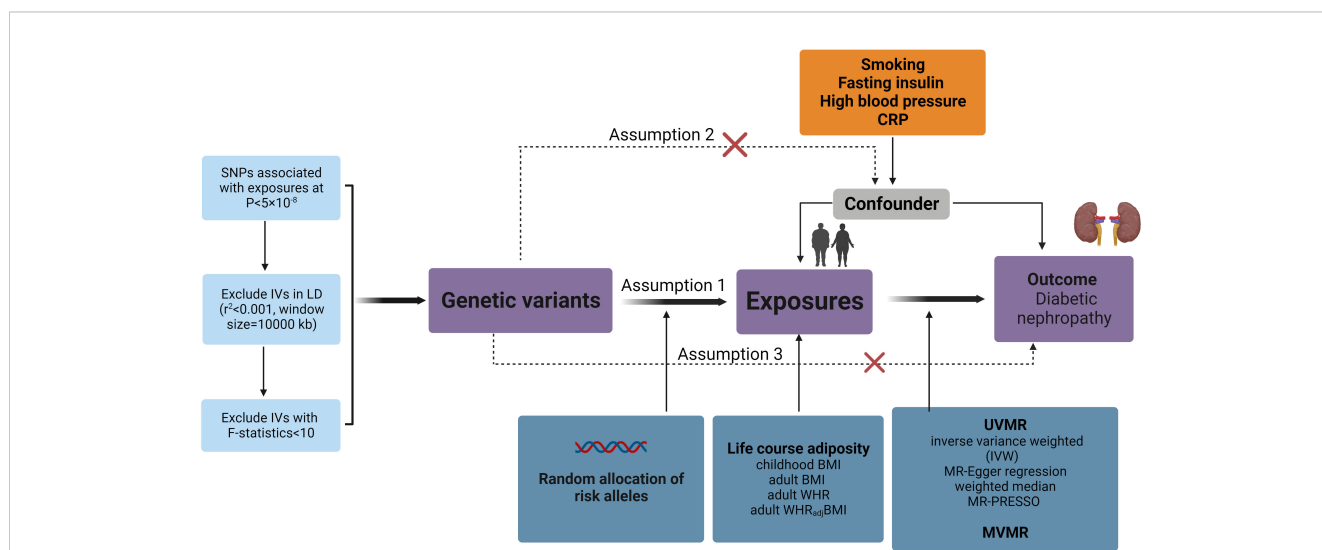 Smoking
Fasting insulin
High blood pressure
CRP
Assumption 2
SNPs associated
with exposures at
P<5×10⁻⁸
Confounder
Exclude IVs in LD
(r²<0.001, window
size=10000 kb)
Genetic variants
Assumption 1
Exposures
Outcome
Diabetic
nephropathy
Assumption 3
Exclude IVs with
F-statistics<10
Random allocation of
risk alleles
Life course adiposity
childhood BMI
adult BMI
adult WHR
adult WHRadjBMI
UVMR
inverse variance weighted
(IVW)
MR-Egger regression
weighted median
MR-PRESSO
MVMR